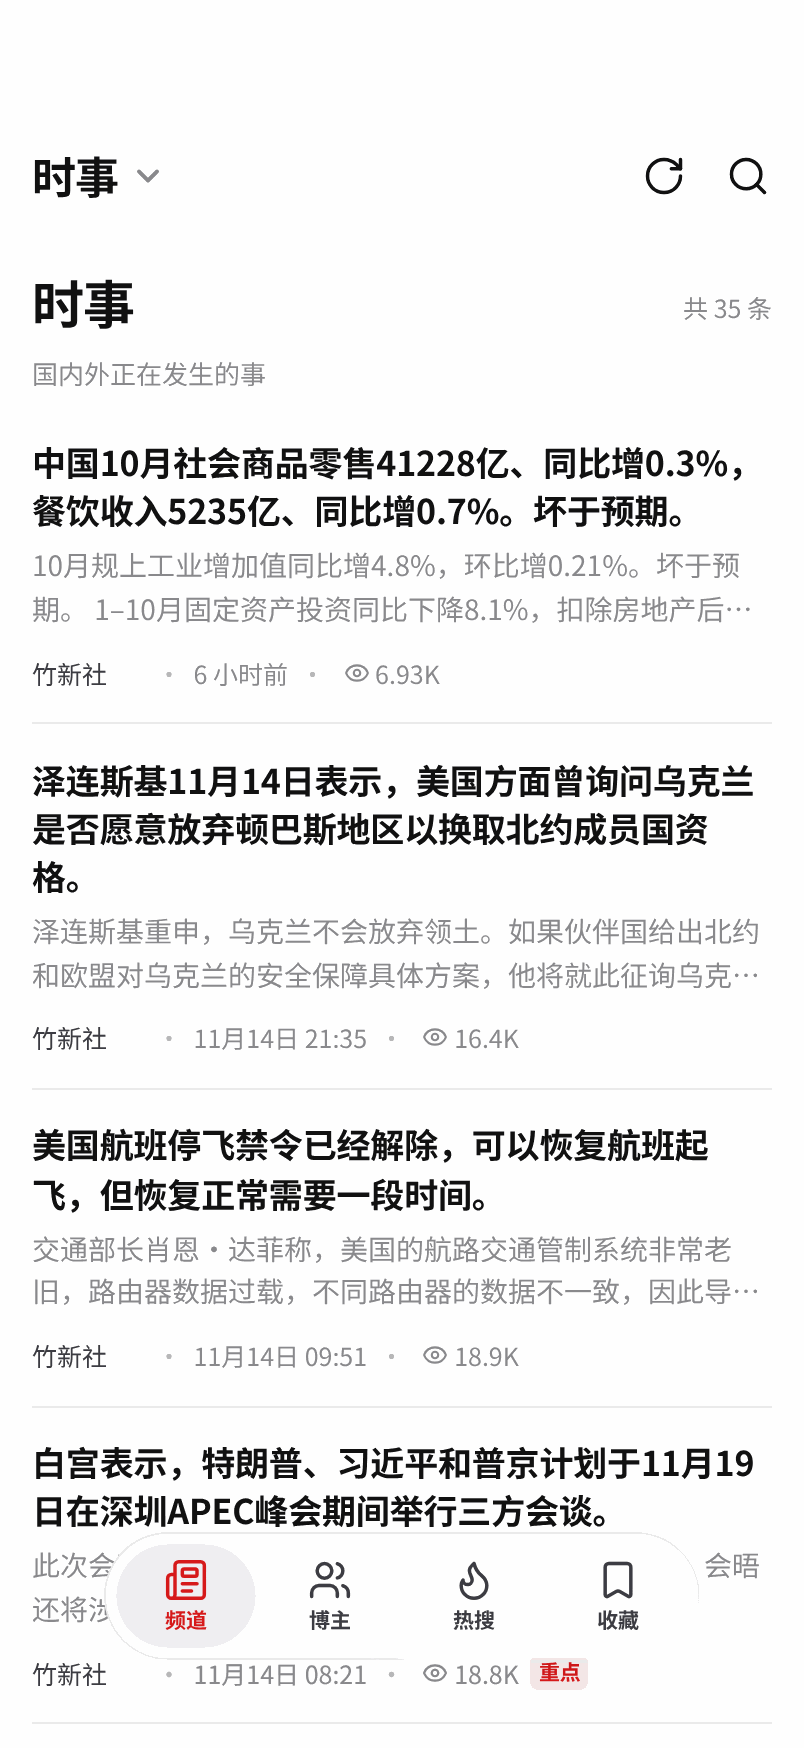 时事
时事
共 35 条
国内外正在发生的事
中国10月社会商品零售41228亿、同比增0.3%，
餐饮收入5235亿、同比增0.7%。坏于预期。
10月规上工业增加值同比增4.8%，环比增0.21%。坏于预
期。 1–10月固定资产投资同比下降8.1%，扣除房地产后…
竹新社 · 6 小时前 · 6.93K
泽连斯基11月14日表示，美国方面曾询问乌克兰
是否愿意放弃顿巴斯地区以换取北约成员国资
格。
泽连斯基重申，乌克兰不会放弃领土。如果伙伴国给出北约
和欧盟对乌克兰的安全保障具体方案，他将就此征询乌克…
竹新社 · 11月14日 21:35 · 16.4K
美国航班停飞禁令已经解除，可以恢复航班起
飞，但恢复正常需要一段时间。
交通部长肖恩·达菲称，美国的航路交通管制系统非常老
旧，路由器数据过载，不同路由器的数据不一致，因此导…
竹新社 · 11月14日 09:51 · 18.9K
白宫表示，特朗普、习近平和普京计划于11月19
日在深圳APEC峰会期间举行三方会谈。
此次会 会晤
还将涉
竹新社 · 11月14日 08:21 · 18.8K 重点
频道 博主 热搜 收藏